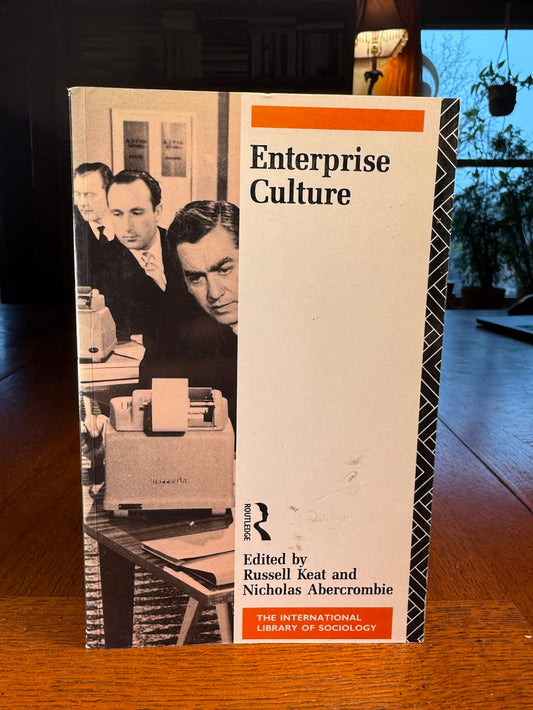 Enterprise
Culture
ROUTLEDGE
Edited by
Russell Keat and
Nicholas Abercrombie
THE INTERNATIONAL
LIBRARY OF SOCIOLOGY